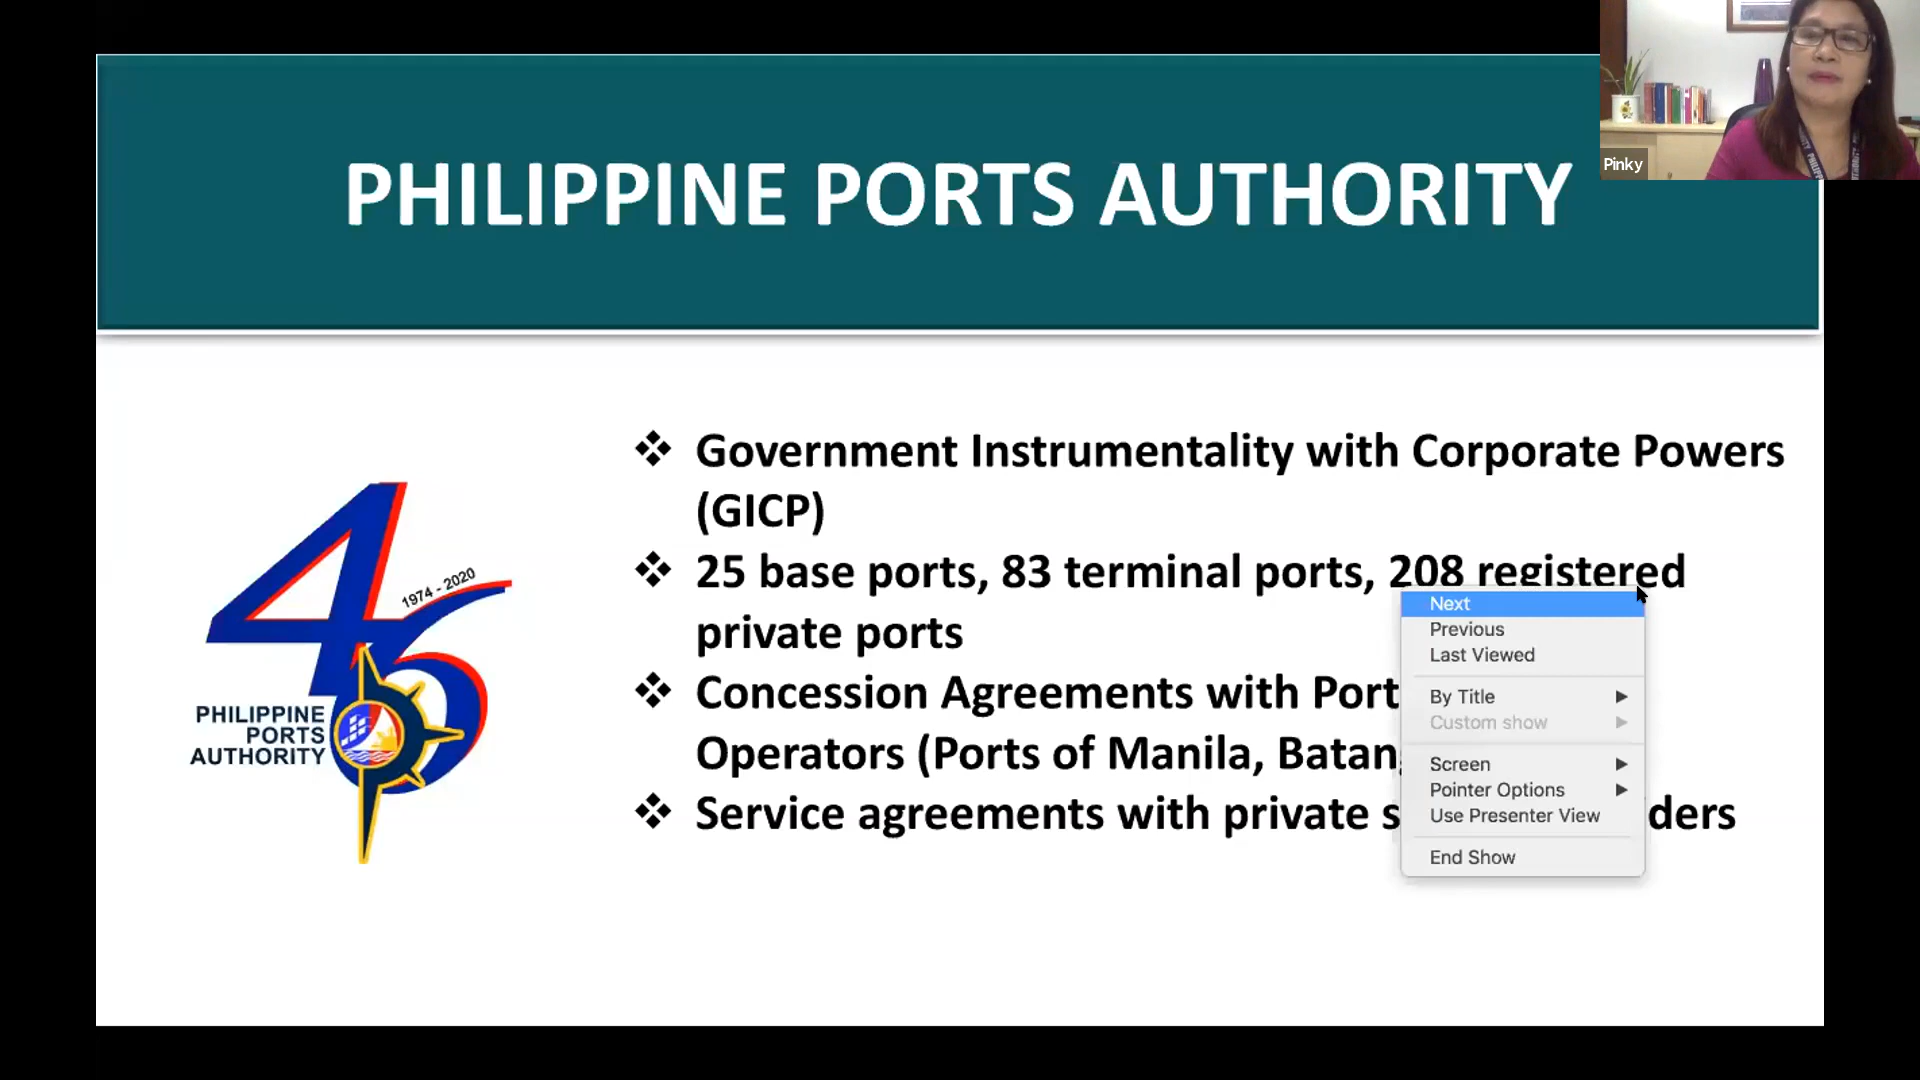 Pinky
PHILIPPINE PORTS AUTHORITY
❖ Government Instrumentality with Corporate Powers
(GICP)
❖ 25 base ports, 83 terminal ports, 208 registered
private ports
❖ Concession Agreements with Port
Operators (Ports of Manila,
❖ Service agreements with private
1974 - 2020
PHILIPPINE
PORTS
AUTHORITY
Next
Previous
Last Viewed
By Title
Custom show
Screen
Pointer Options
Use Presenter View
End Show